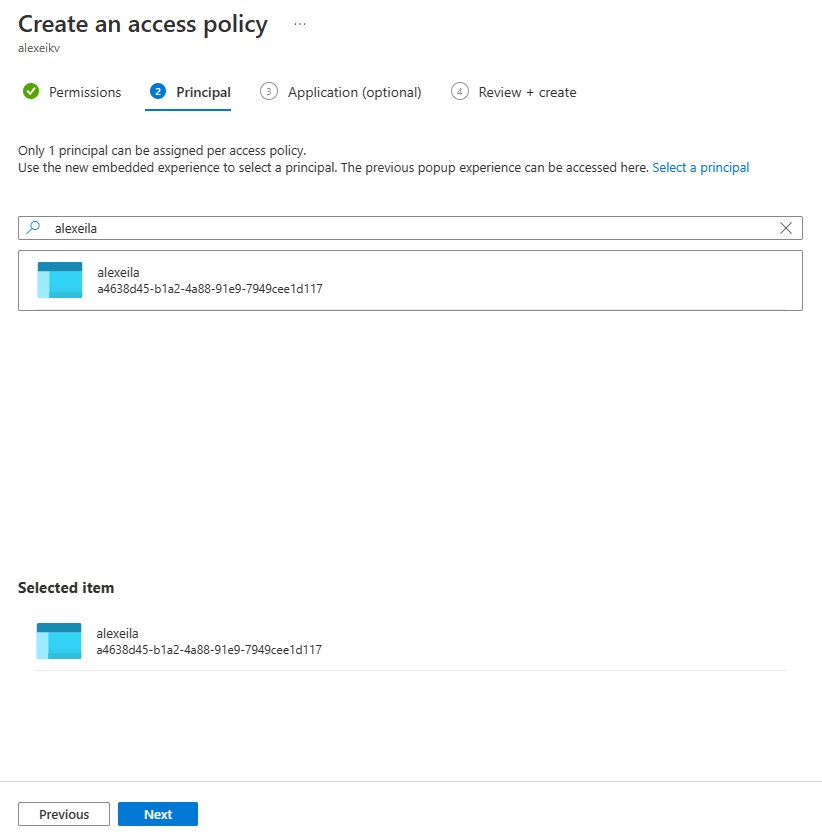 Create an access policy ...
alexeikv
Permissions 2 Principal 3 Application (optional) 4 Review + create
Only 1 principal can be assigned per access policy.
Use the new embedded experience to select a principal. The previous popup experience can be accessed here. Select a principal
alexeila
alexeila
a4638d45-b1a2-4a88-91e9-7949cee1d117
Selected item
alexeila
a4638d45-b1a2-4a88-91e9-7949cee1d117
Previous Next